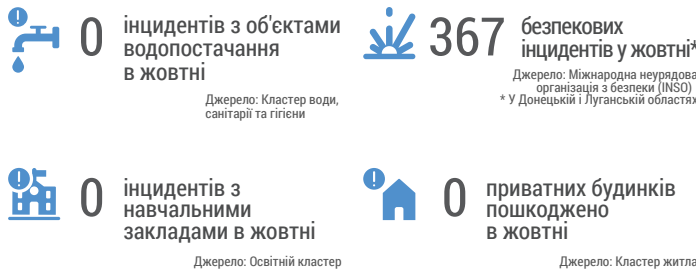 0 інцидентів з об'єктами
водопостачання
в жовтні
Джерело: Кластер води,
санітарії та гігієни
367 безпекових
інцидентів у жовтні*
Джерело: Міжнародна неурядова
організація з безпеки (INSO)
* У Донецькій і Луганській областях
0 інцидентів з
навчальними
закладами в жовтні
Джерело: Освітній кластер
0 приватних будинків
пошкоджено
в жовтні
Джерело: Кластер житла